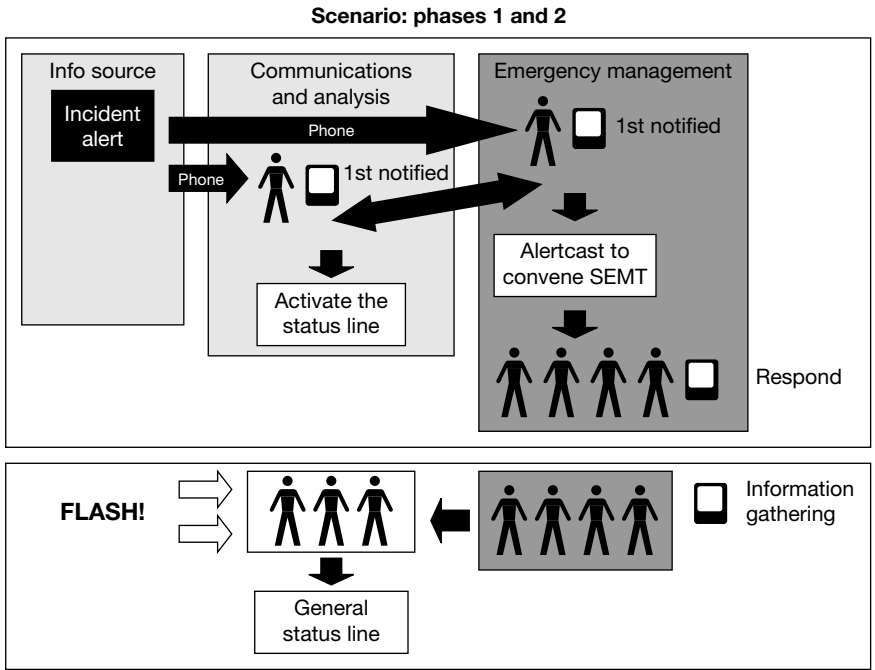 Scenario: phases 1 and 2
Info source
Incident
alert
Communications
and analysis
Emergency management
Phone
1st notified
Phone
1st notified
Alertcast to
convene SEMT
Activate the
status line
Respond
FLASH!
Information
gathering
General
status line